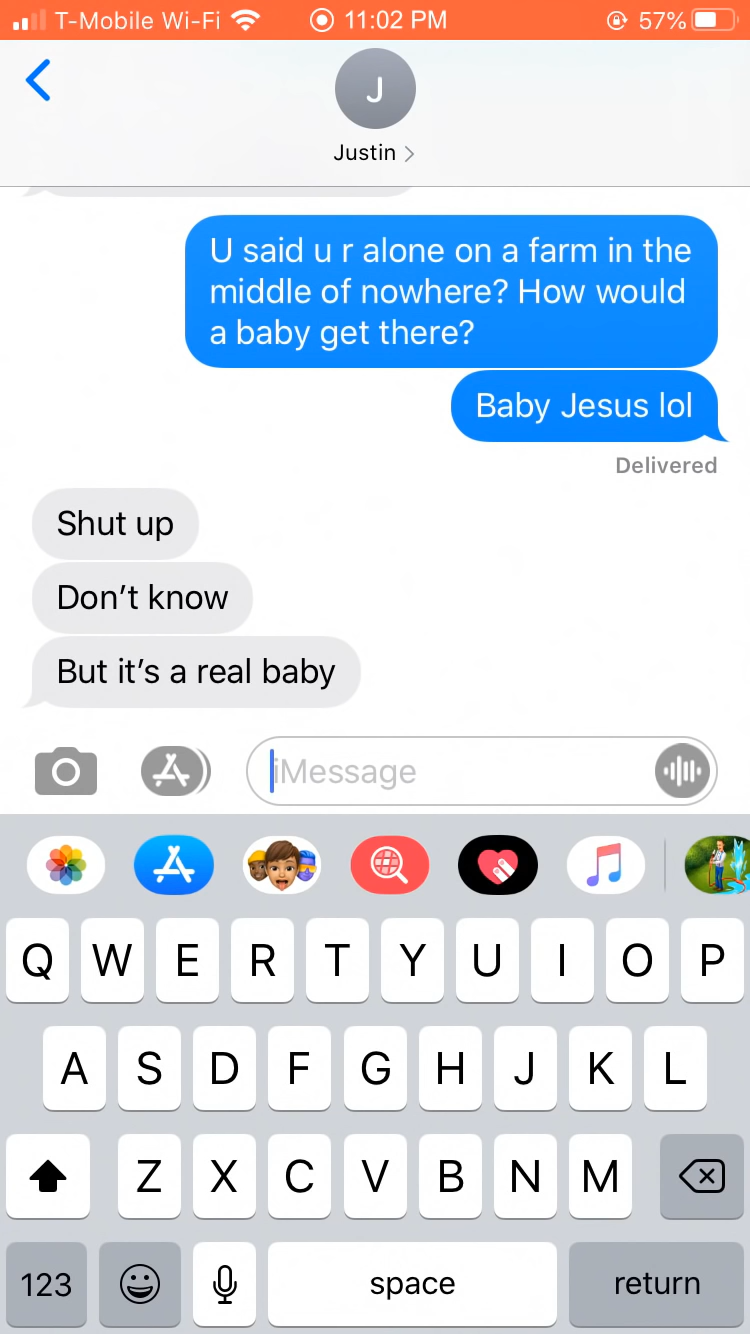 T-Mobile Wi-Fi 11:02 PM 57%
J
Justin
U said u r alone on a farm in the
middle of nowhere? How would
a baby get there?
Baby Jesus lol
Delivered
Shut up
Don't know
But it's a real baby
iMessage
Q W E R T Y U I O P
A S D F G H J K L
Z X C V B N M
123 space return